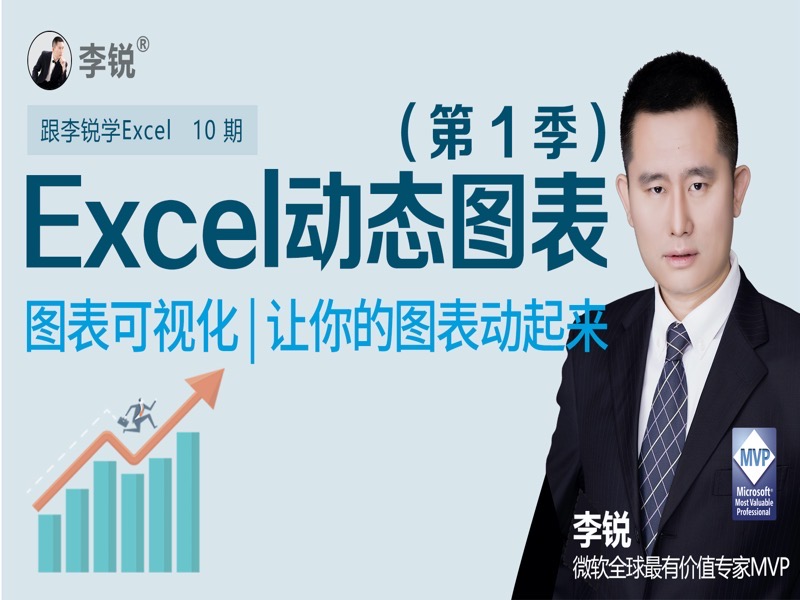 李锐®
跟李锐学Excel 10 期
（第 1 季）
Excel动态图表
图表可视化|让你的图表动起来
MVP
Microsoft®
Most Valuable
Professional
李锐
微软全球最有价值专家MVP